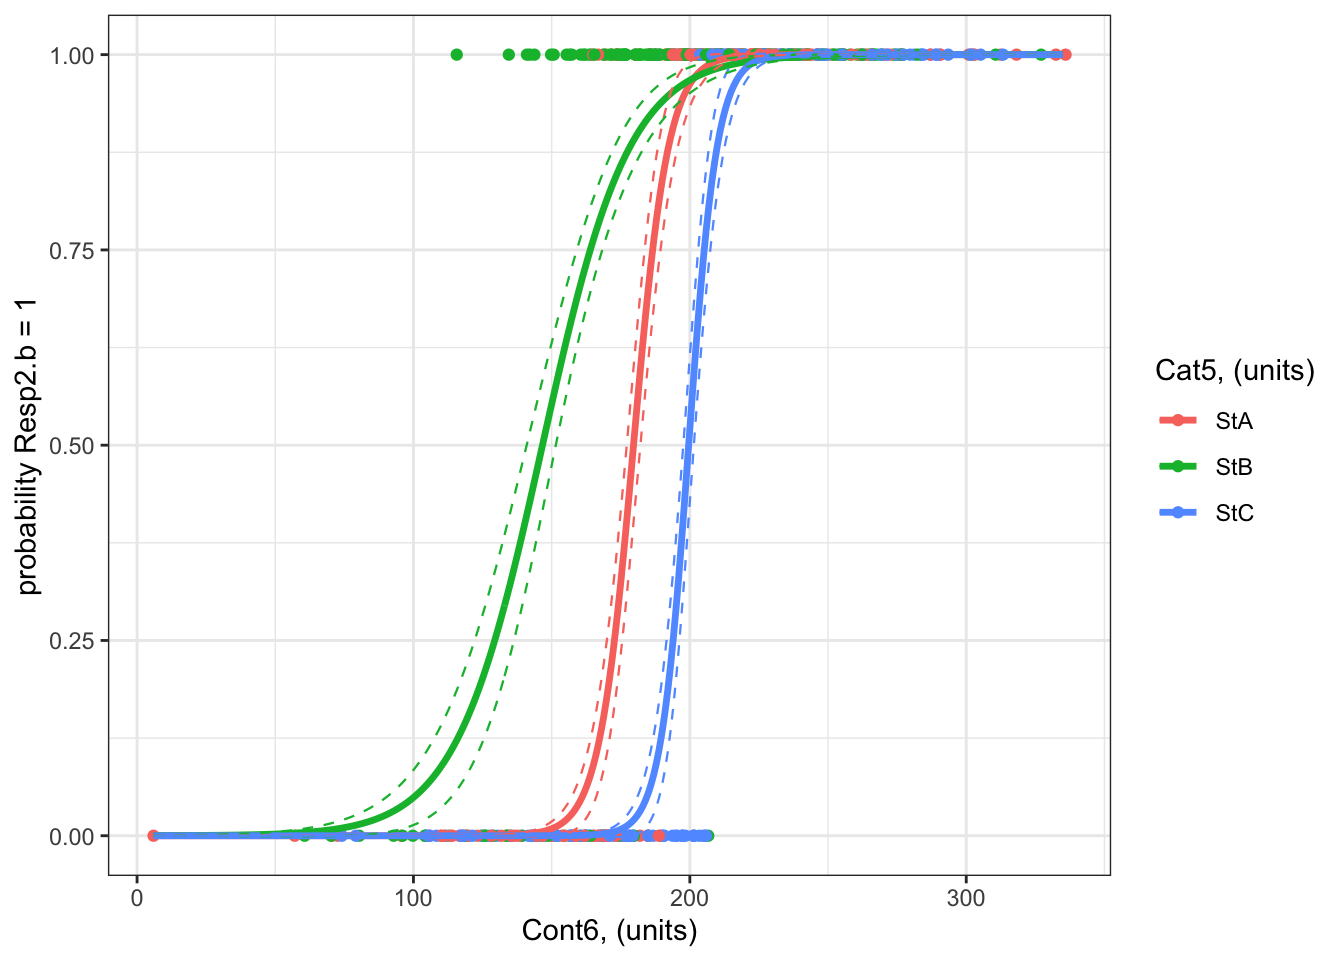 1.00
0.75
0.50
0.25
0.00
probability Resp2.b = 1
0
100
200
300
Cont6, (units)
Cat5, (units)
StA
StB
StC